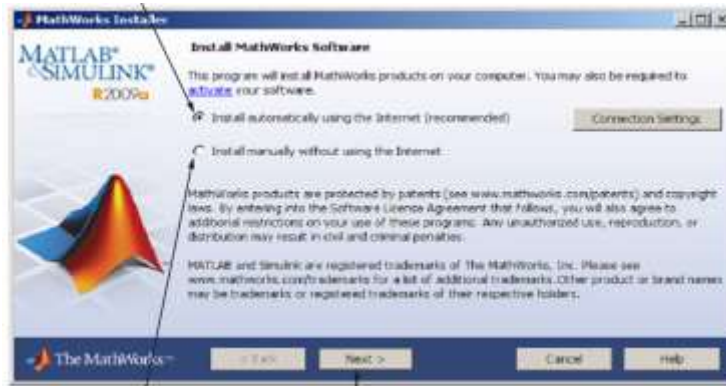 MathWorks Installer
MATLAB®
&SIMULINK®
R2009a
Install MathWorks Software
This program will install MathWorks products on your computer. You may also be required to
activate your software.
Install automatically using the Internet (recommended)
Connection Settings
Install manually without using the Internet
MathWorks products are protected by patents (see www.mathworks.com/patents) and copyright
laws. By entering into the Software License Agreement that follows, you will also agree to
additional restrictions on your use of these programs. Any unauthorized use, reproduction, or
distribution may result in civil and criminal penalties.
MATLAB and Simulink are registered trademarks of The MathWorks, Inc. Please see
www.mathworks.com/trademarks for a list of additional trademarks. Other product or brand names
may be trademarks or registered trademarks of their respective holders.
The MathWorks™
< Back
Next >
Cancel
Help